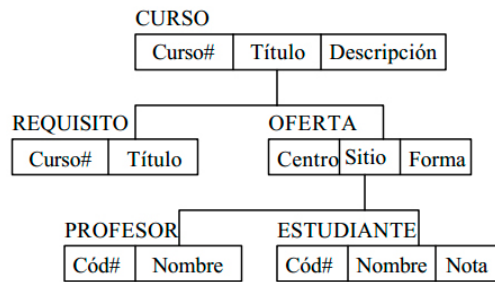 CURSO
Curso# Título Descripción
REQUISITO OFERTA
Curso# Título Centro Sitio Forma
PROFESOR ESTUDIANTE
Cód# Nombre Cód# Nombre Nota